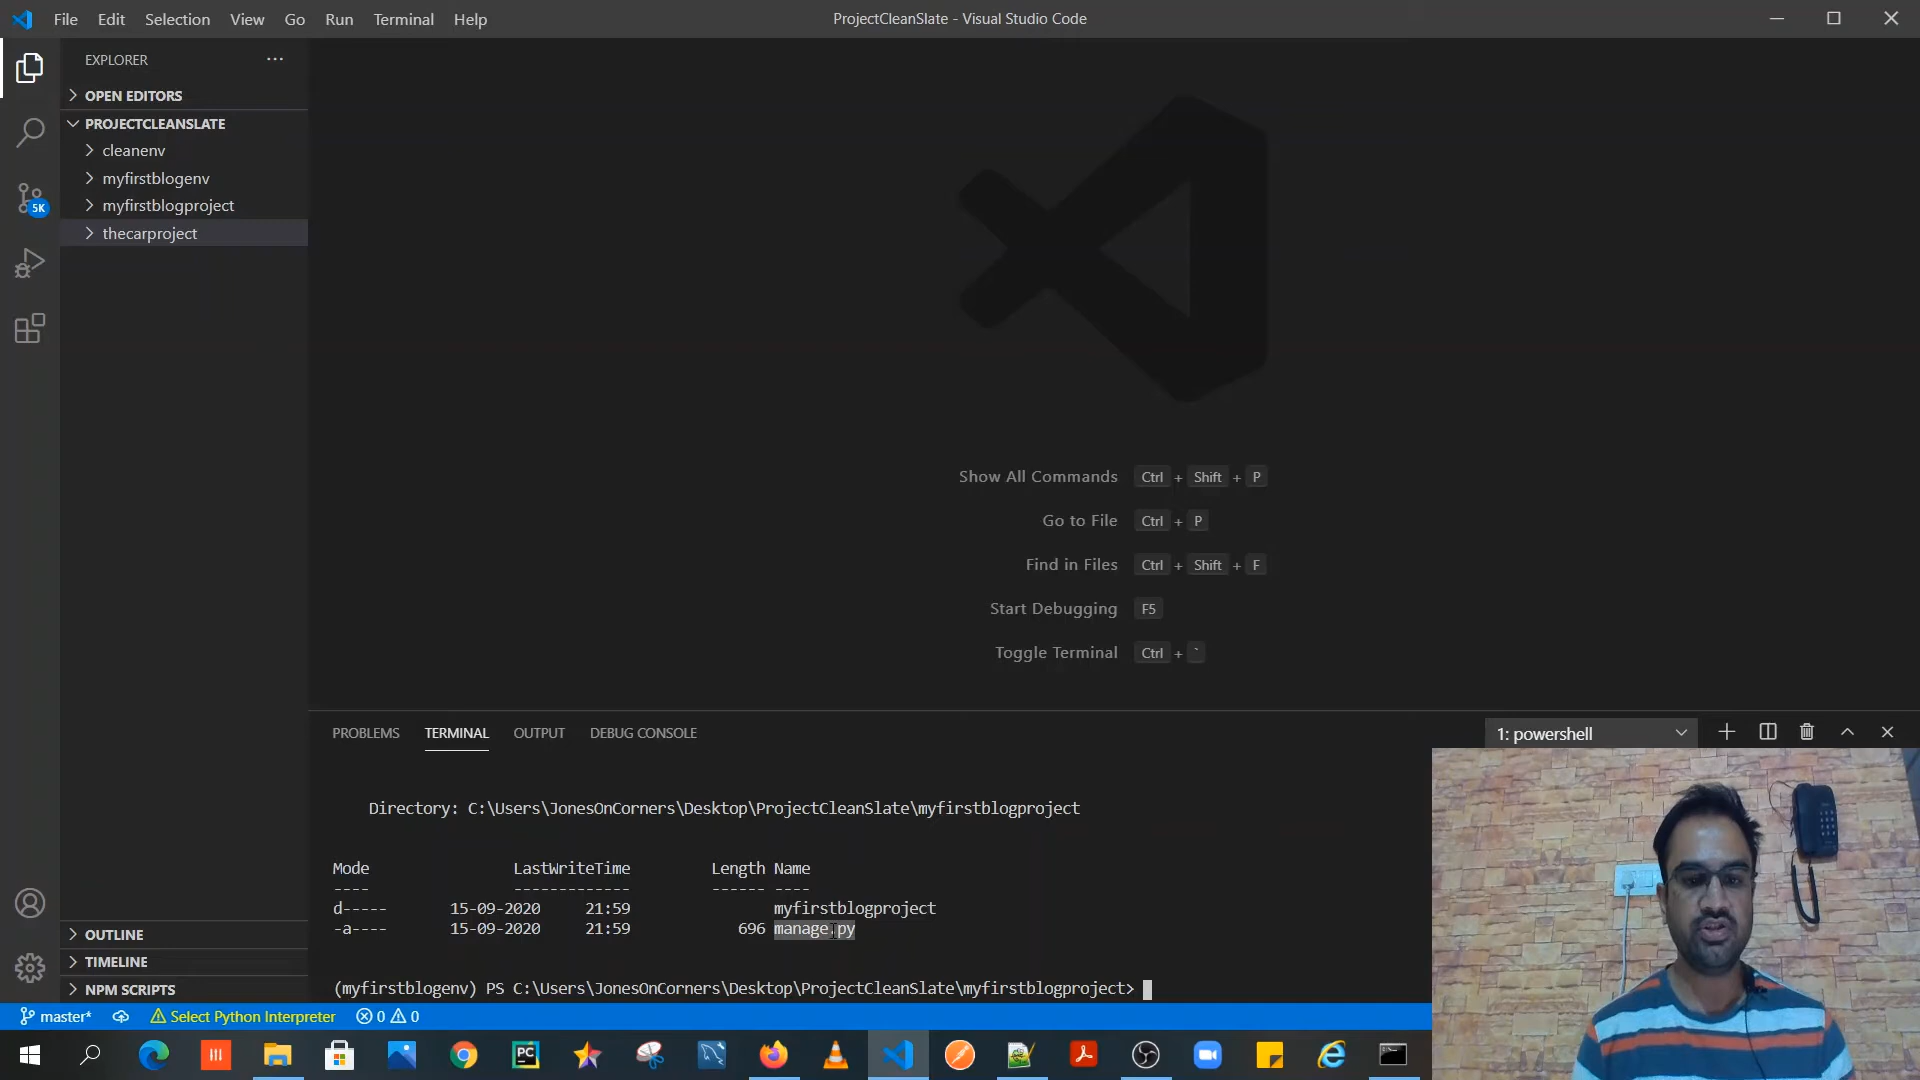 File Edit Selection View Go Run Terminal Help
ProjectCleanSlate - Visual Studio Code
EXPLORER
OPEN EDITORS
PROJECTCLEANSLATE
cleanenv
myfirstblogenv
myfirstblogproject
thecarproject
5K
Show All Commands Ctrl + Shift + P
Go to File Ctrl + P
Find in Files Ctrl + Shift + F
Start Debugging F5
Toggle Terminal Ctrl + `
PROBLEMS TERMINAL OUTPUT DEBUG CONSOLE
1: powershell
Directory: C:\Users\JonesOnCorners\Desktop\ProjectCleanSlate\myfirstblogproject
Mode LastWriteTime Length Name
---- ------------- ------ ----
d----- 15-09-2020 21:59 myfirstblogproject
-a---- 15-09-2020 21:59 696 manage.py
(myfirstblogenv) PS C:\Users\JonesOnCorners\Desktop\ProjectCleanSlate\myfirstblogproject>
OUTLINE
TIMELINE
NPM SCRIPTS
master* Select Python Interpreter 0 0
PC